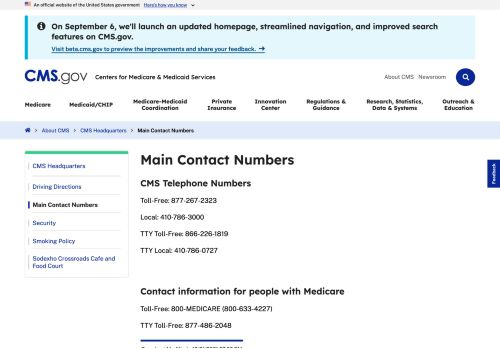 An official website of the United States government Here's how you know
On September 6, we'll launch an updated homepage, streamlined navigation, and improved search
features on CMS.gov.
Visit beta.cms.gov to preview the improvements and share your feedback. →
CMS.gov Centers for Medicare & Medicaid Services
About CMS Newsroom
Medicare
Medicaid/CHIP
Medicare-Medicaid
Coordination
Private
Insurance
Innovation
Center
Regulations &
Guidance
Research, Statistics,
Data & Systems
Outreach &
Education
About CMS > CMS Headquarters > Main Contact Numbers
CMS Headquarters
Driving Directions
Main Contact Numbers
Security
Smoking Policy
Sodexho Crossroads Cafe and
Food Court
Main Contact Numbers
CMS Telephone Numbers
Toll-Free: 877-267-2323
Local: 410-786-3000
TTY Toll-Free: 866-226-1819
TTY Local: 410-786-0727
Contact information for people with Medicare
Toll-Free: 800-MEDICARE (800-633-4227)
TTY Toll-Free: 877-486-2048
Feedback